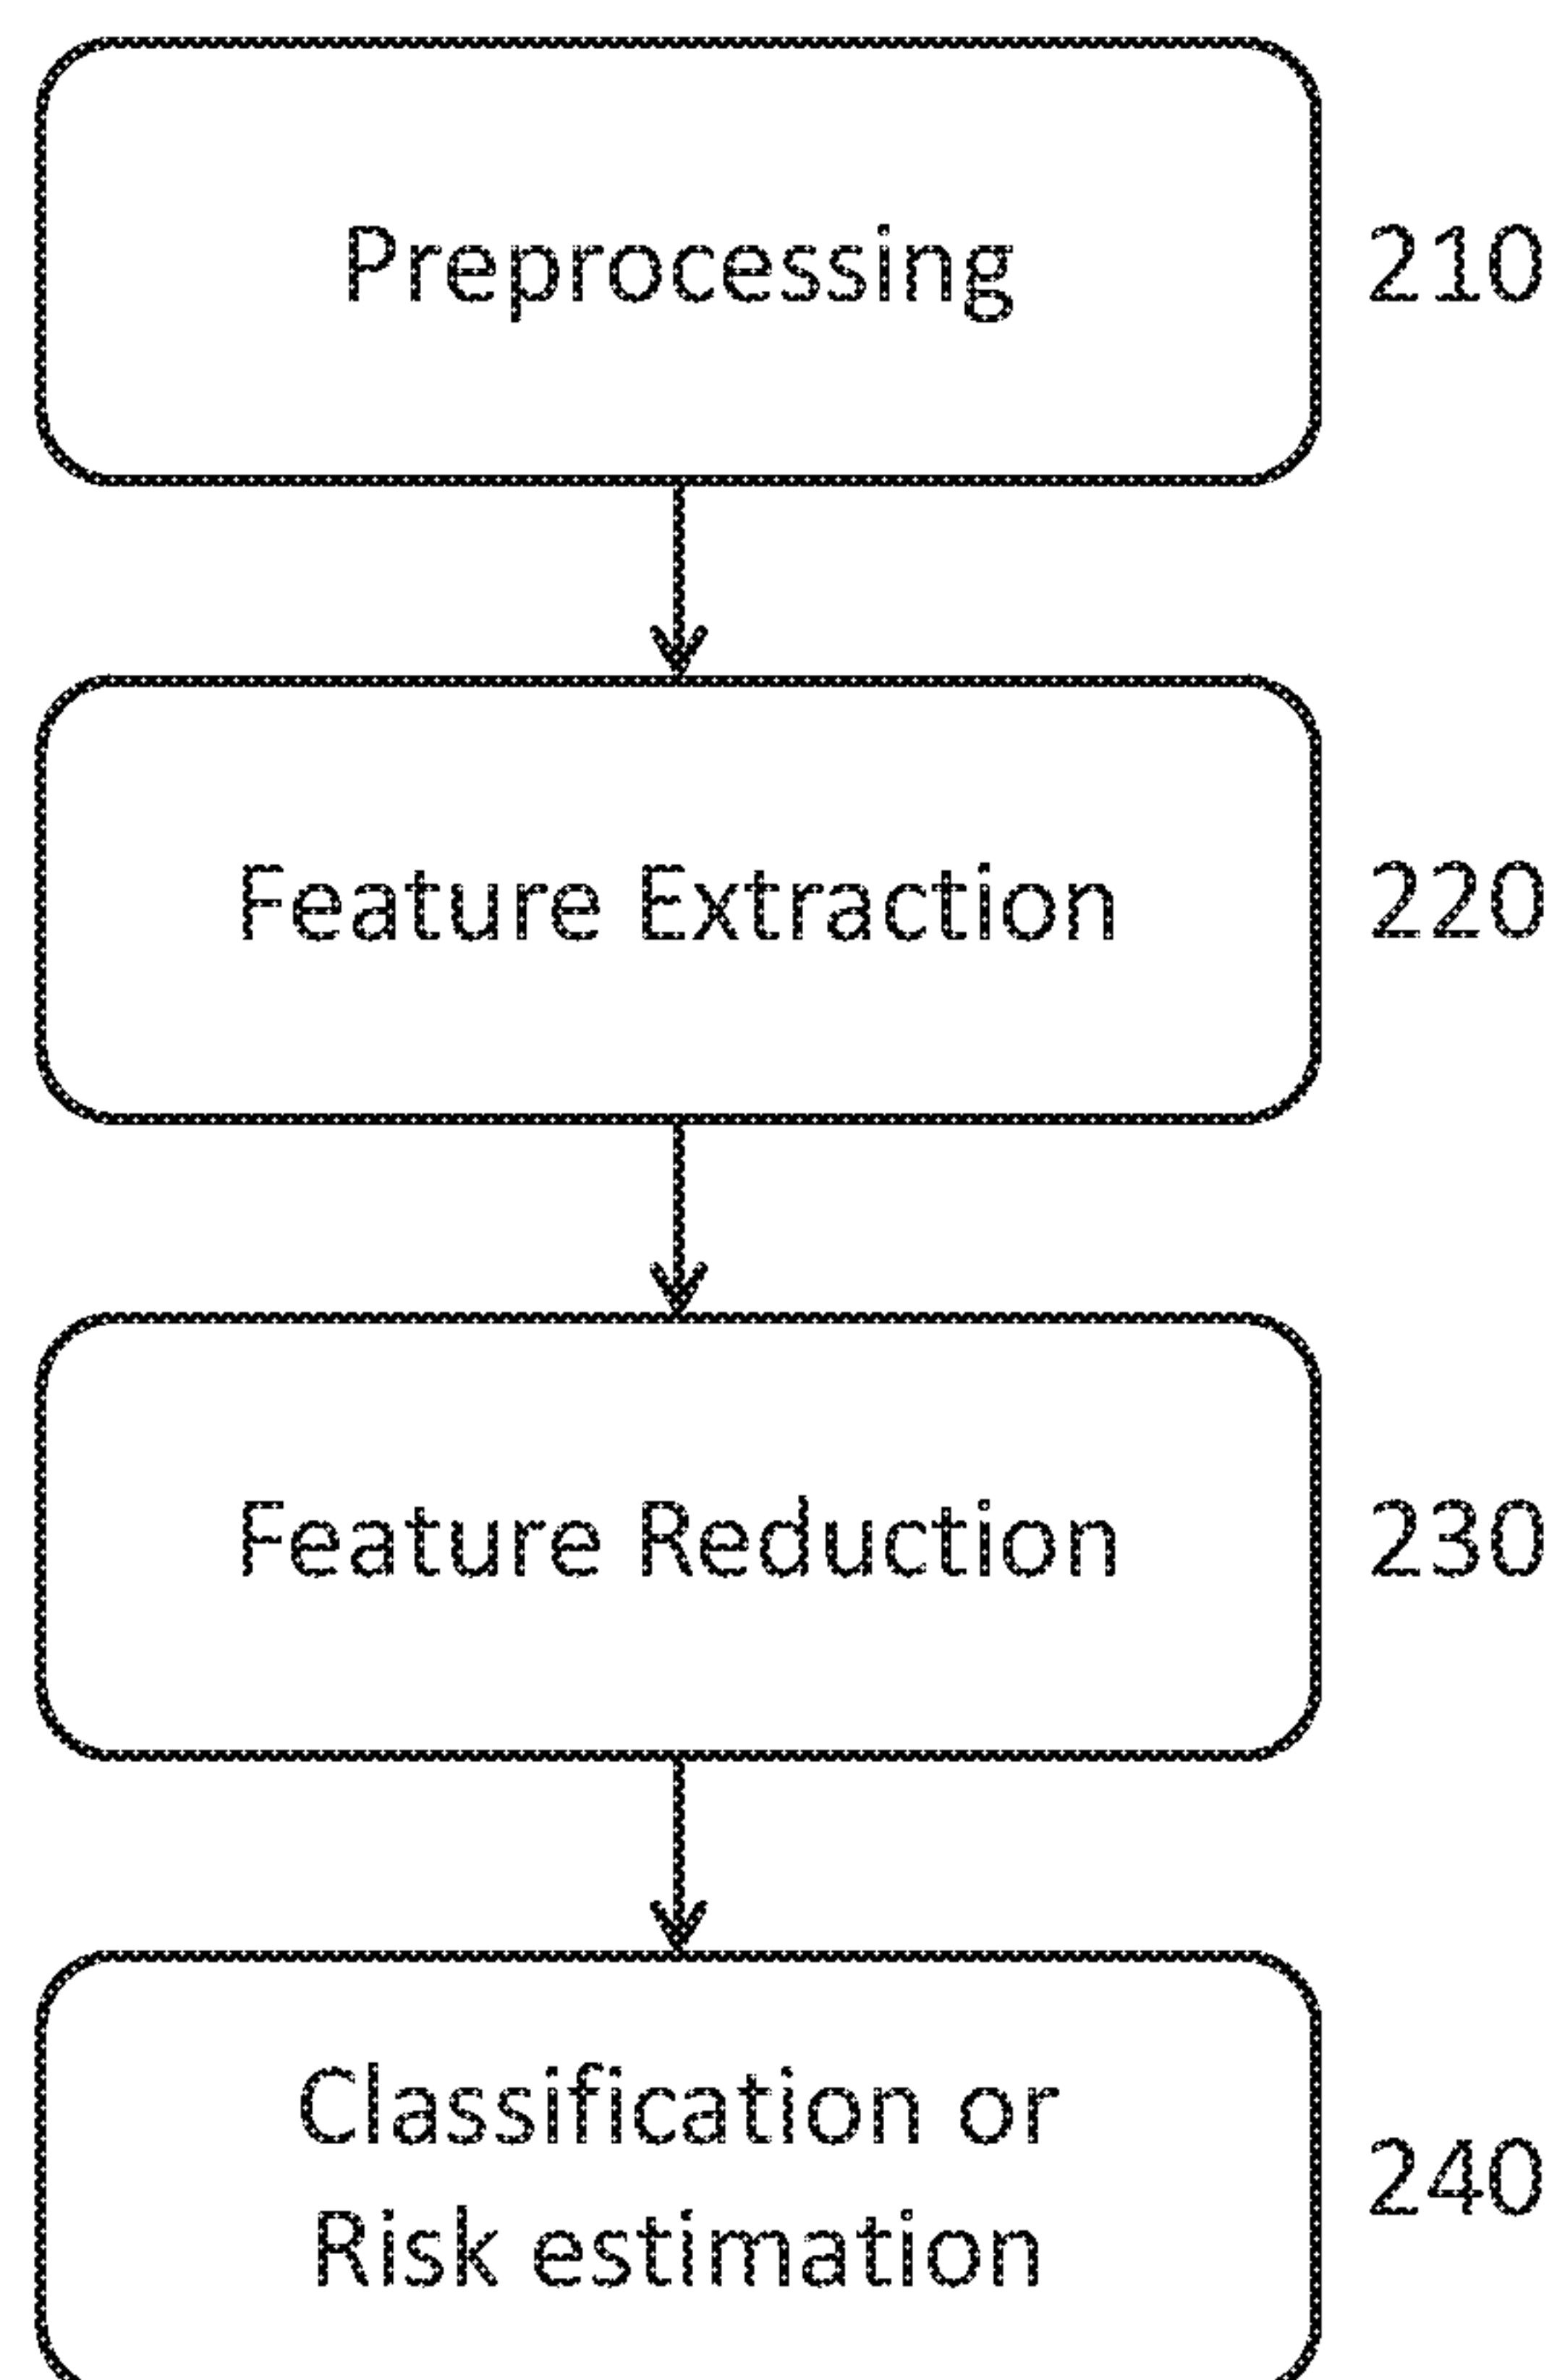 Preprocessing 210
Feature Extraction 220
Feature Reduction 230
Classification or
Risk estimation
240